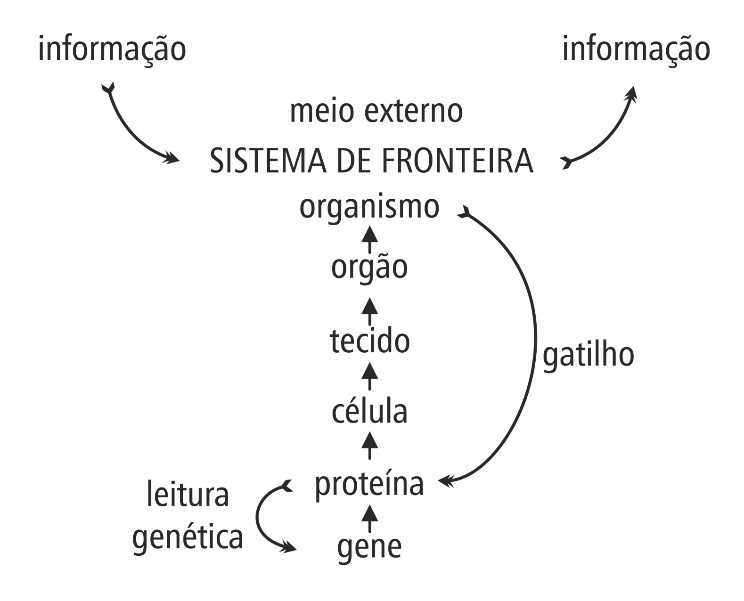 informação
informação
meio externo
SISTEMA DE FRONTEIRA
organismo
orgão
tecido
gatilho
célula
proteína
leitura
genética
gene